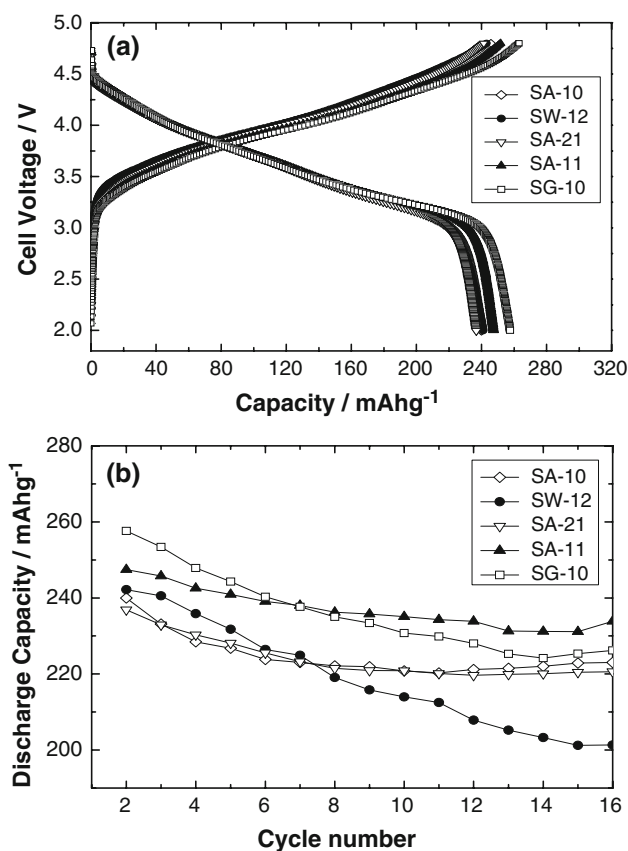 (a)
5.0
4.5
4.0
3.5
3.0
2.5
2.0
Cell Voltage / V
SA-10
SW-12
SA-21
SA-11
SG-10
0 40 80 120 160 200 240 280 320
Capacity / mAhg⁻¹
(b)
280
260
240
220
200
Discharge Capacity / mAhg⁻¹
SA-10
SW-12
SA-21
SA-11
SG-10
2 4 6 8 10 12 14 16
Cycle number